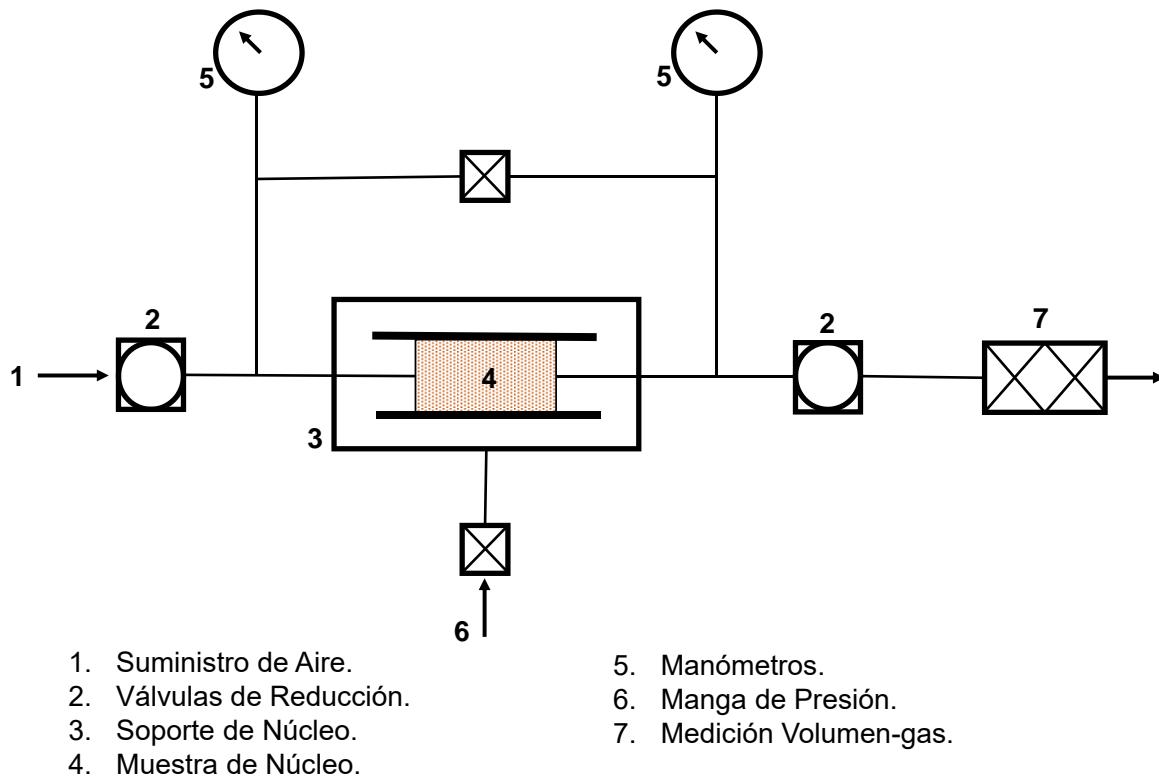 5
5
2
2
7
1
4
3
6
1. Suministro de Aire.
2. Válvulas de Reducción.
3. Soporte de Núcleo.
4. Muestra de Núcleo.
5. Manómetros.
6. Manga de Presión.
7. Medición Volumen-gas.